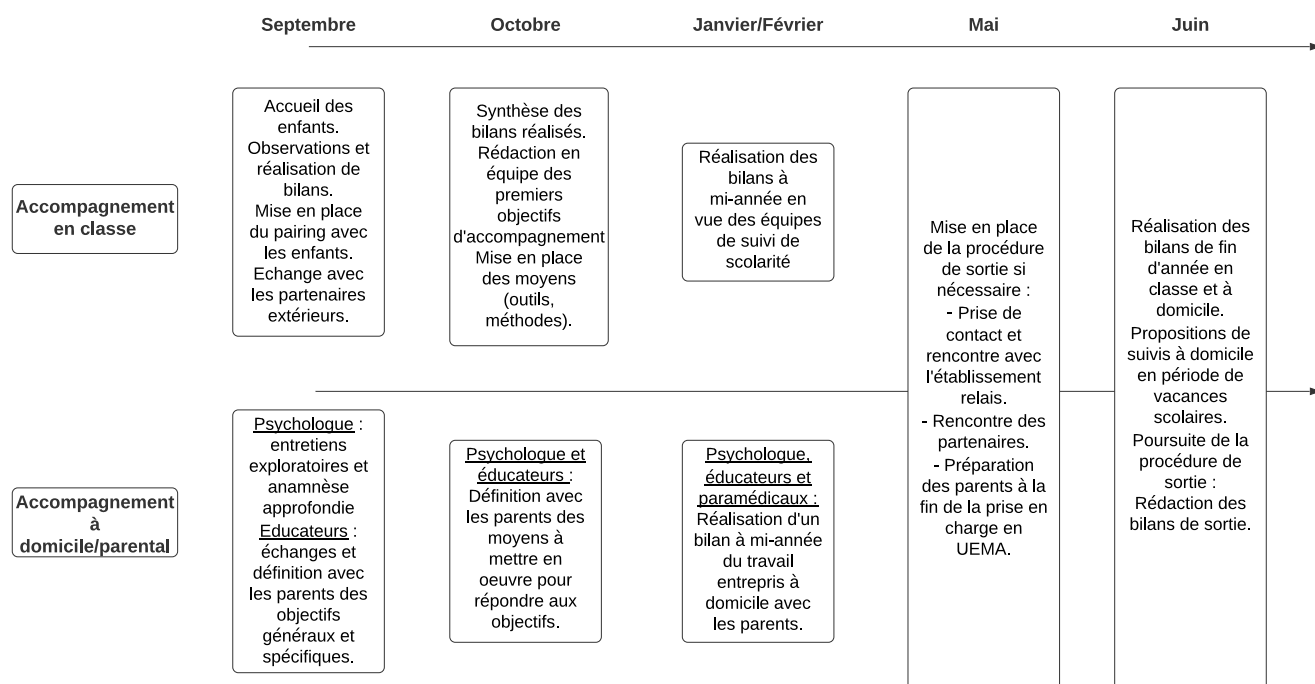 Septembre
Octobre
Janvier/Février
Mai
Juin
Accompagnement
en classe
Accueil des
enfants.
Observations et
réalisation de
bilans.
Mise en place
du pairing avec
les enfants.
Echange avec
les partenaires
extérieurs.
Synthèse des
bilans réalisés.
Rédaction en
équipe des
premiers
objectifs
d'accompagnement
Mise en place
des moyens
(outils,
méthodes).
Réalisation des
bilans à
mi-année en
vue des équipes
de suivi de
scolarité
Mise en place
de la procédure
de sortie si
nécessaire :
- Prise de
contact et
rencontre avec
l'établissement
relais.
- Rencontre des
partenaires.
- Préparation
des parents à la
fin de la prise en
charge en
UEMA.
Réalisation des
bilans de fin
d'année en
classe et à
domicile.
Propositions de
suivis à domicile
en période de
vacances
scolaires.
Poursuite de la
procédure de
sortie :
Rédaction des
bilans de sortie.
Accompagnement
à
domicile/parental
Psychologue :
entretiens
exploratoires et
anamnèse
approfondie
Educateurs :
échanges et
définition avec
les parents des
objectifs
généraux et
spécifiques.
Psychologue et
éducateurs :
Définition avec
les parents des
moyens à
mettre en
oeuvre pour
répondre aux
objectifs.
Psychologue,
éducateurs et
paramédicaux :
Réalisation d'un
bilan à mi-année
du travail
entrepris à
domicile avec
les parents.